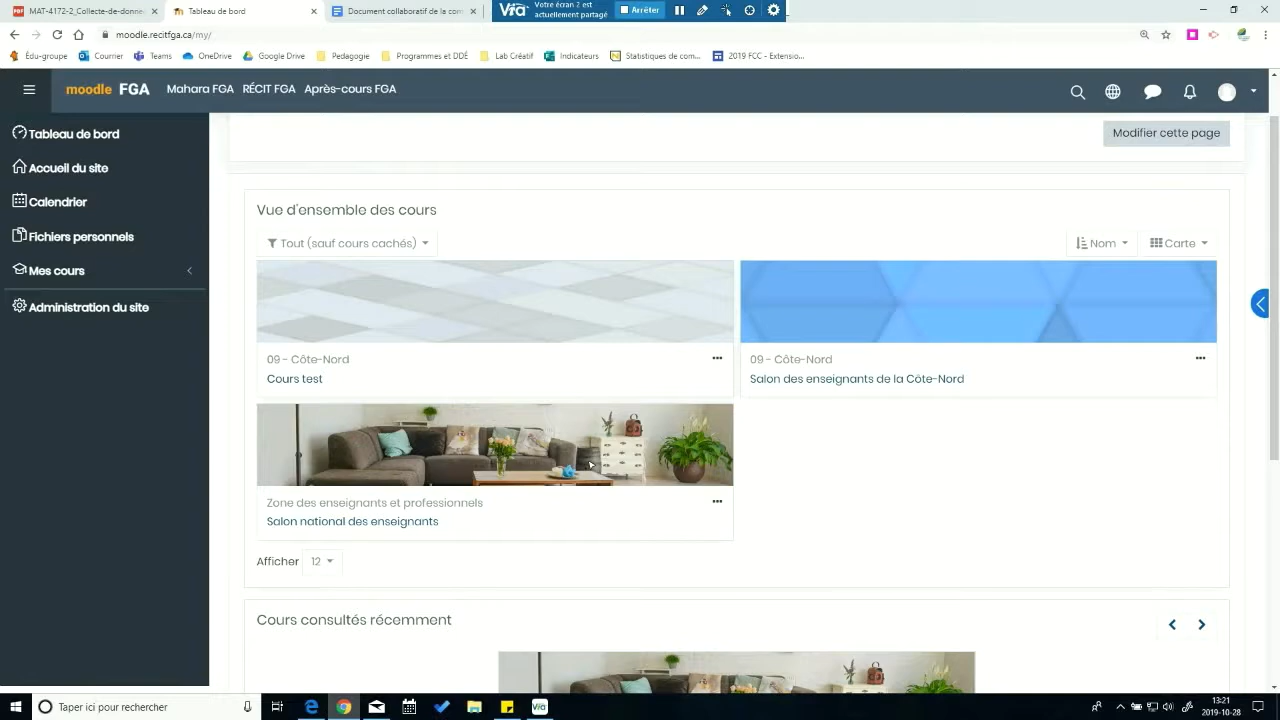 MAT-4172-2_Collecte-de-donne
Tableau de bord
Document collaboratif de la com
Via
Votre écran 2 est
actuellement partagé
Arrêter
moodle.recitfga.ca/my/
Édu-groupe
Courrier
Teams
OneDrive
Google Drive
Pedagogie
Programmes et DDÉ
Lab Créatif
Indicateurs
Statistiques de com...
2019 FCC - Extensio...
moodle FGA
Mahara FGA
RÉCIT FGA
Après-cours FGA
Tableau de bord
Accueil du site
Calendrier
Fichiers personnels
Mes cours
Administration du site
Modifier cette page
Vue d'ensemble des cours
Tout (sauf cours cachés)
Nom
Carte
09 - Côte-Nord
Cours test
09 - Côte-Nord
Salon des enseignants de la Côte-Nord
Zone des enseignants et professionnels
Salon national des enseignants
Afficher 12
Cours consultés récemment
Taper ici pour rechercher
Via
13:21
2019-10-28